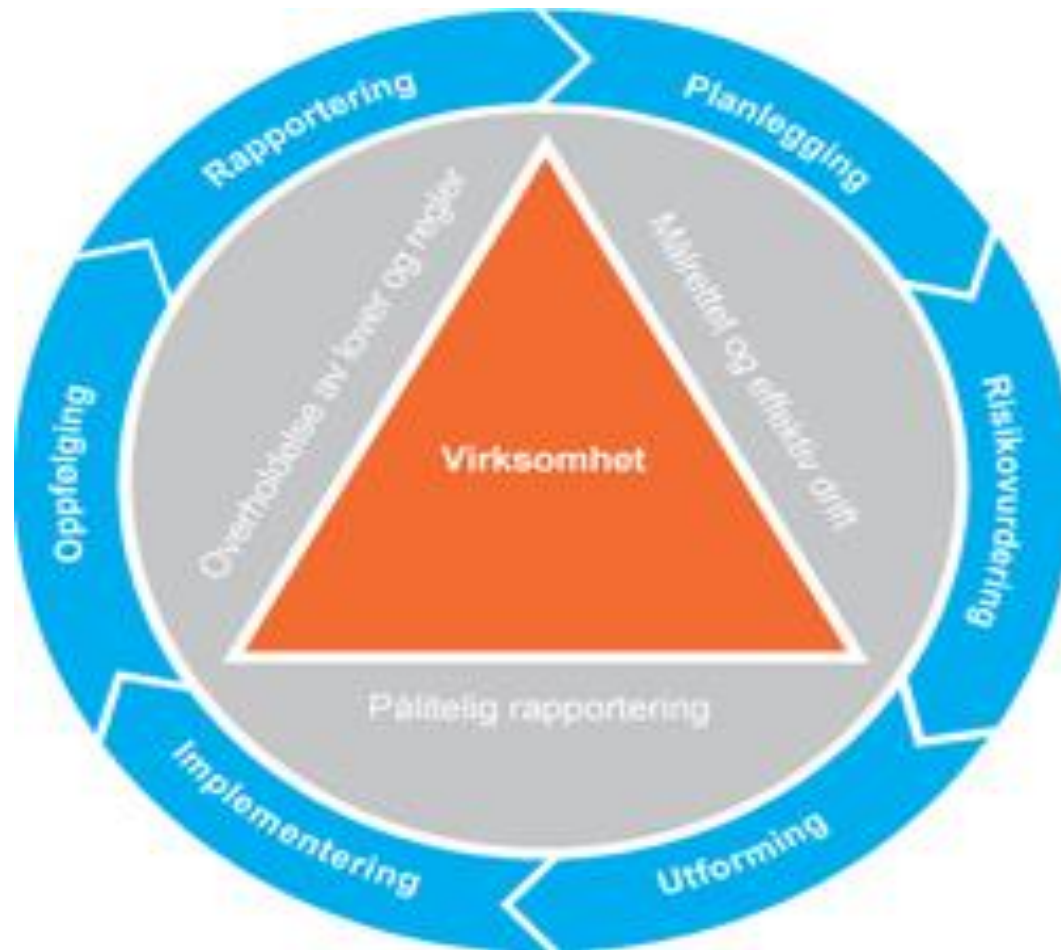 Planlegging
Risikovurdering
Utforming
Implementering
Oppfølging
Rapportering
Overholdelse av lover og regler
Målrettet og effektiv drift
Pålitelig rapportering
Virksomhet